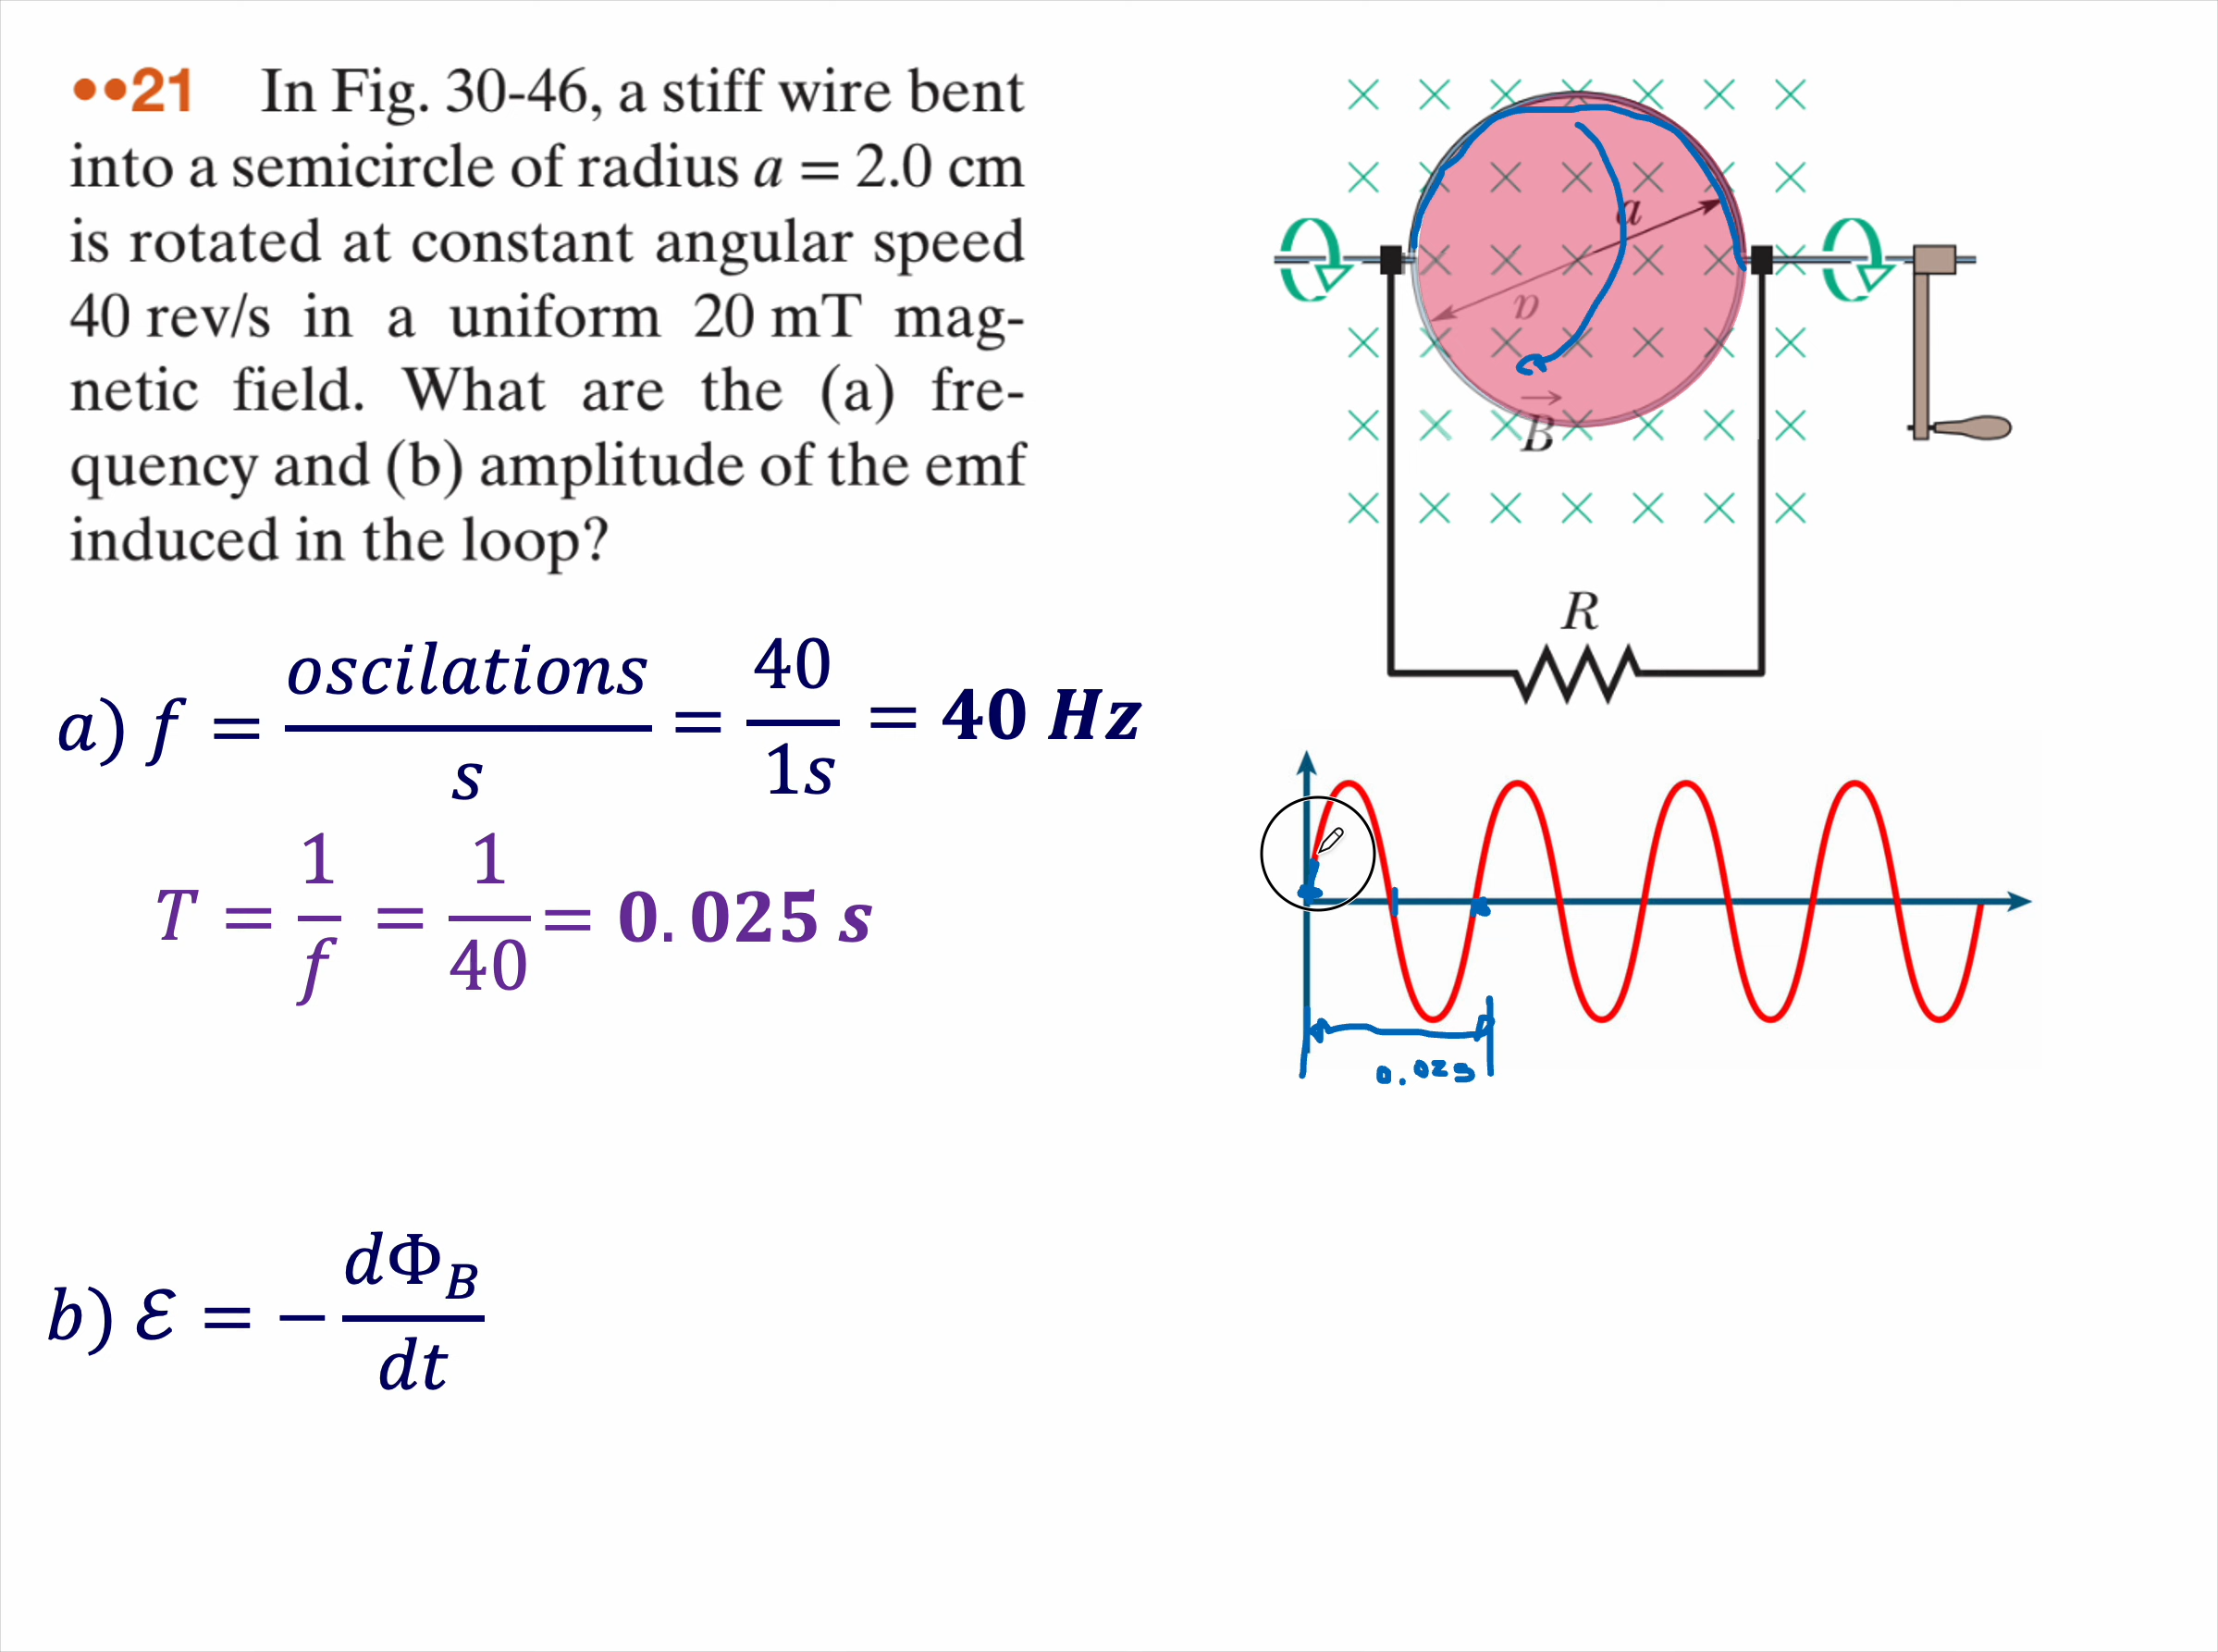 ••21 In Fig. 30-46, a stiff wire bent
into a semicircle of radius a = 2.0 cm
is rotated at constant angular speed
40 rev/s in a uniform 20 mT mag-
netic field. What are the (a) fre-
quency and (b) amplitude of the emf
induced in the loop?
a
a
B
R
a) f = oscilations / s = 40 / 1s = 40 Hz
T = 1 / f = 1 / 40 = 0.025 s
0.025
b) ℰ = − dΦ_B / dt